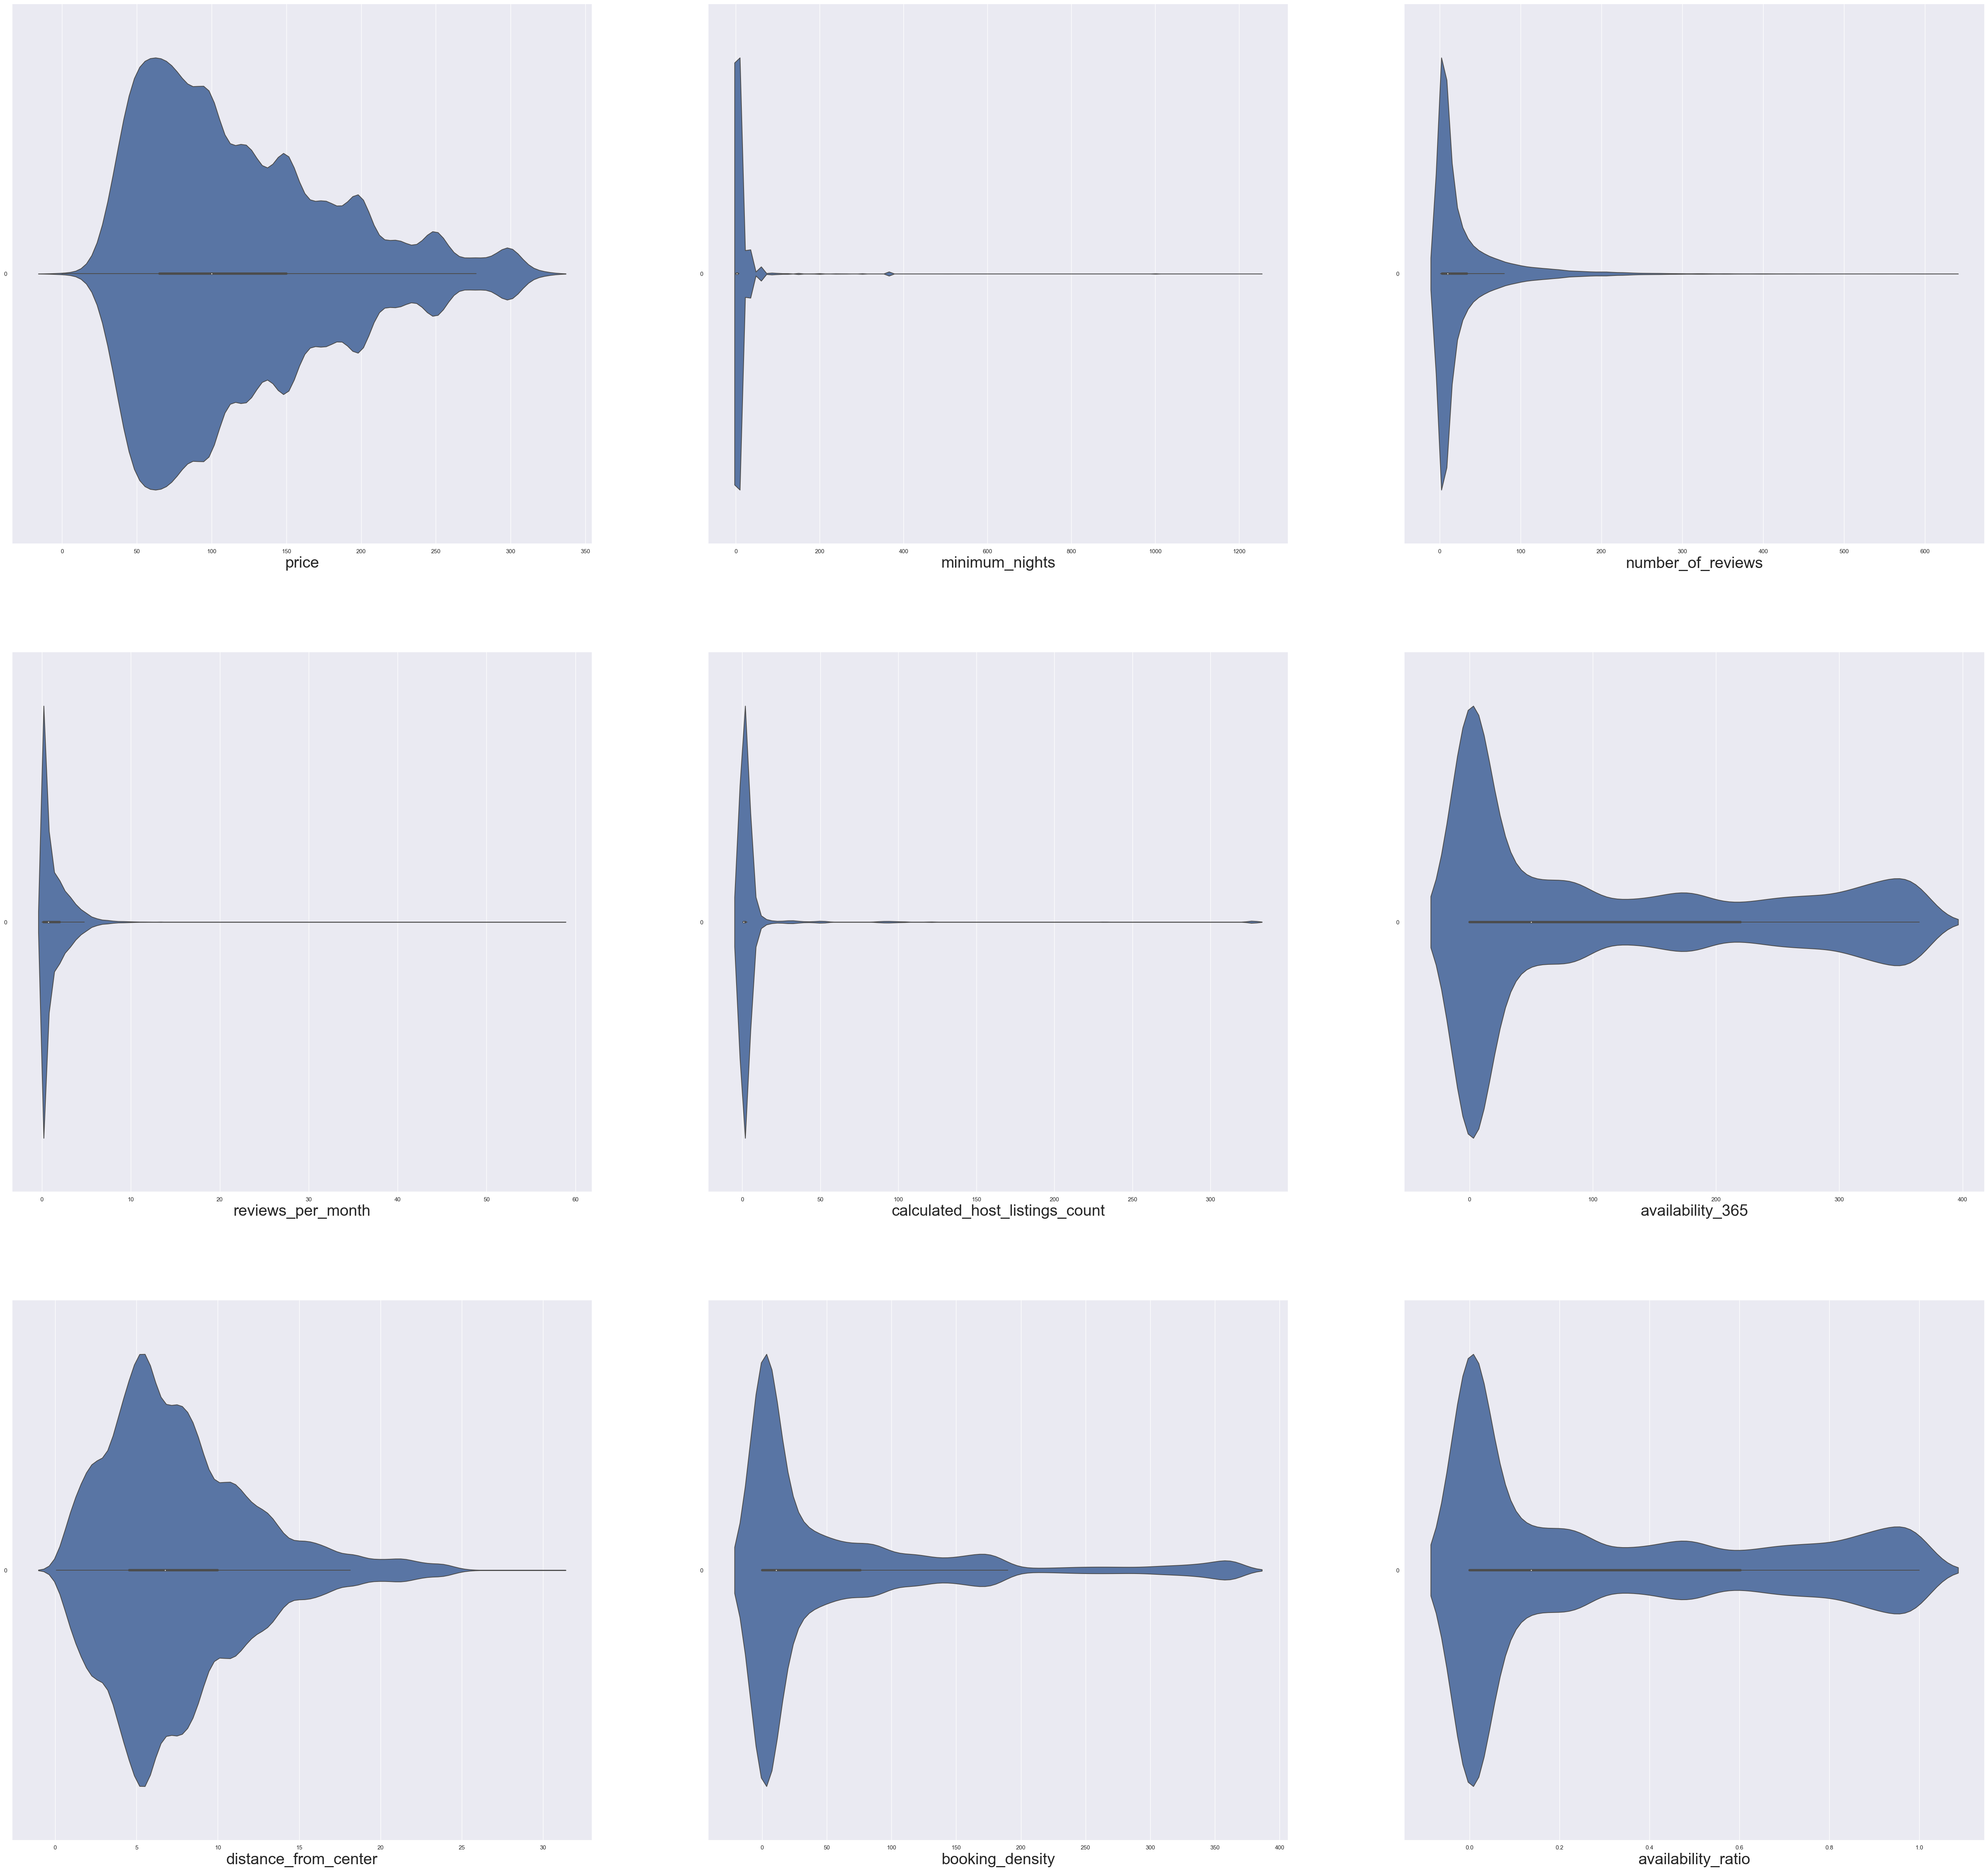 0
0 50 100 150 200 250 300 350
price
0
0 200 400 600 800 1000 1200
minimum_nights
0
0 100 200 300 400 500 600
number_of_reviews
0
0 10 20 30 40 50 60
reviews_per_month
0
0 50 100 150 200 250 300
calculated_host_listings_count
0
0 100 200 300 400
availability_365
0
0 5 10 15 20 25 30
distance_from_center
0
0 50 100 150 200 250 300 350 400
booking_density
0
0.0 0.2 0.4 0.6 0.8 1.0
availability_ratio